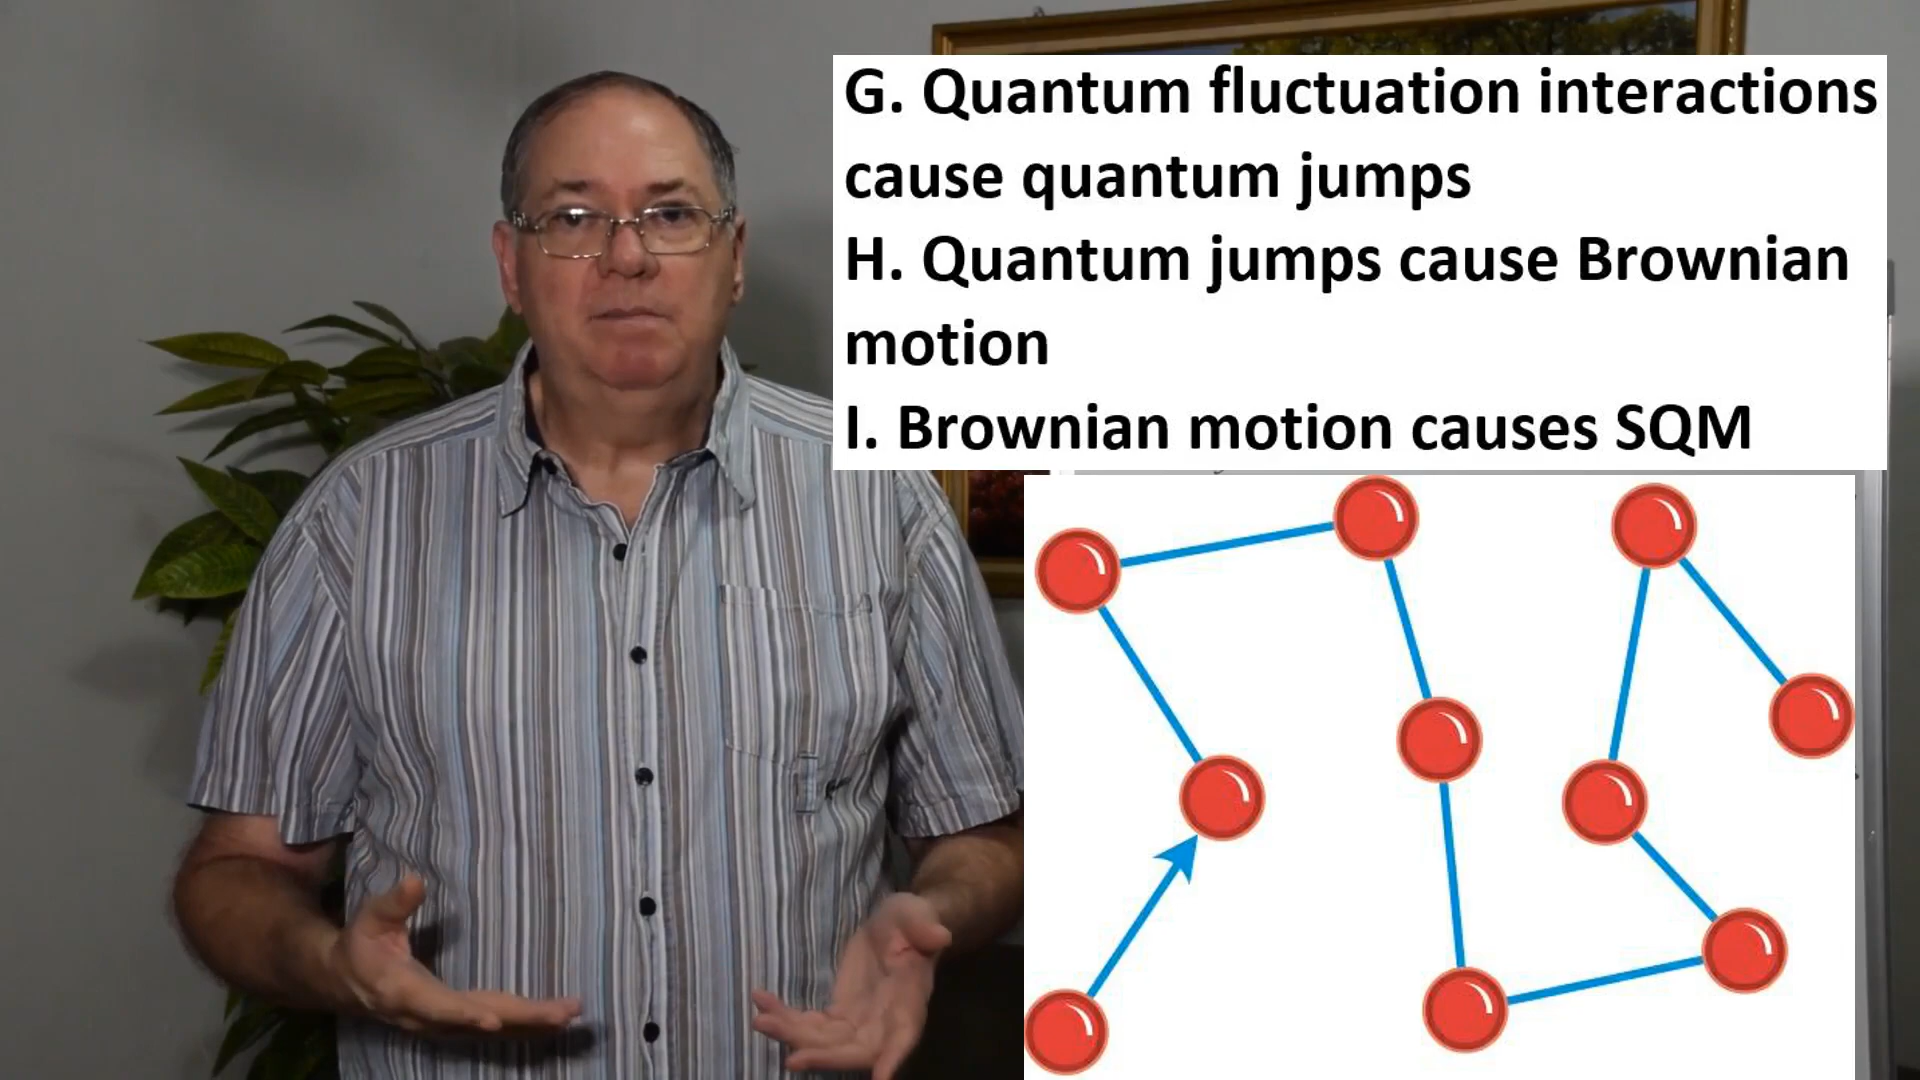 G. Quantum fluctuation interactions
cause quantum jumps
H. Quantum jumps cause Brownian
motion
I. Brownian motion causes SQM